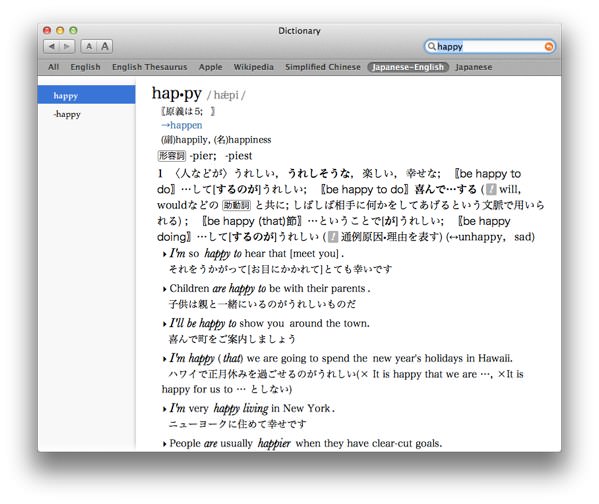 Dictionary
A A
happy
All English English Thesaurus Apple Wikipedia Simplified Chinese Japanese-English Japanese
happy
-happy
hap•py /hǽpi/
〖原義は5; 〗
→happen
(副)happily, (名)happiness
形容詞 -pier; -piest
1 〈人などが〉うれしい, うれしそうな, 楽しい, 幸せな; 〖be happy to
do〗…して[するのが]うれしい; 〖be happy to do〗喜んで…する ( ! will,
wouldなどの 助動詞 と共に; しばしば相手に何かをしてあげるという文脈で用いら
れる) ; 〖be happy (that)節〗…ということで[が]うれしい; 〖be happy
doing〗…して[するのが]うれしい ( ! 通例原因•理由を表す) (↔unhappy, sad)
▸ I'm so happy to hear that [meet you] .
それをうかがって[お目にかかれて]とても幸いです
▸ Children are happy to be with their parents .
子供は親と一緒にいるのがうれしいものだ
▸ I'll be happy to show you around the town.
喜んで町をご案内しましょう
▸ I'm happy (that) we are going to spend the new year's holidays in Hawaii.
ハワイで正月休みを過ごせるのがうれしい(× It is happy that we are …, ×It is
happy for us to … としない)
▸ I'm very happy living in New York .
ニューヨークに住めて幸せです
▸ People are usually happier when they have clear-cut goals.